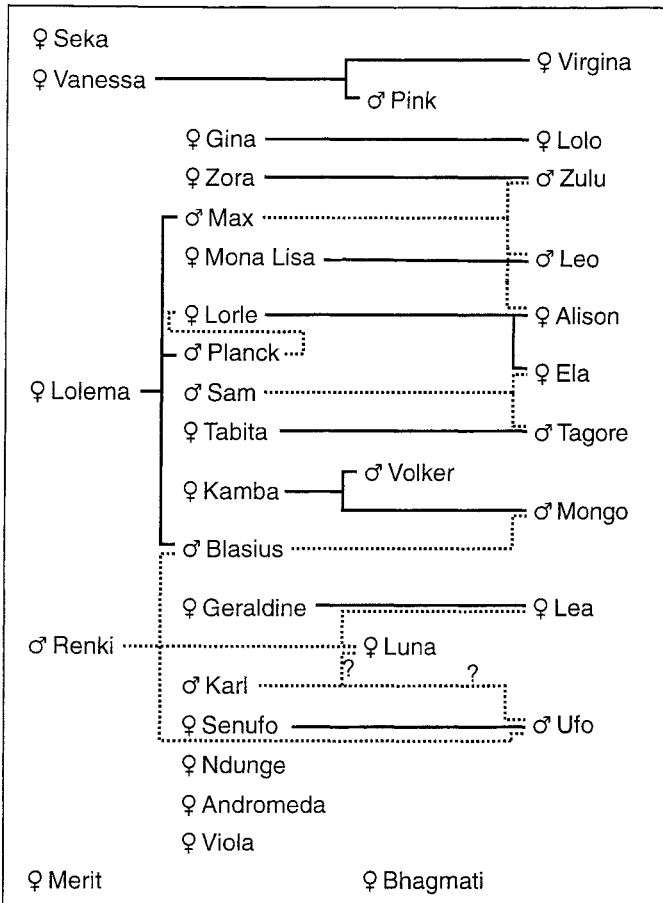 ♀ Seka
♀ Vanessa ♀ Virgina
♂ Pink
♀ Gina ♀ Lolo
♀ Zora ♂ Zulu
♂ Max
♀ Mona Lisa ♂ Leo
♀ Lorle ♀ Alison
♂ Planck
♀ Ela
♀ Lolema ♂ Sam
♀ Tabita ♂ Tagore
♂ Volker
♀ Kamba ♂ Mongo
♂ Blasius
♀ Geraldine ♀ Lea
♂ Renki ♀ Luna
? ?
♂ Karl
♀ Senufo ♂ Ufo
♀ Ndunge
♀ Andromeda
♀ Viola
♀ Merit ♀ Bhagmati